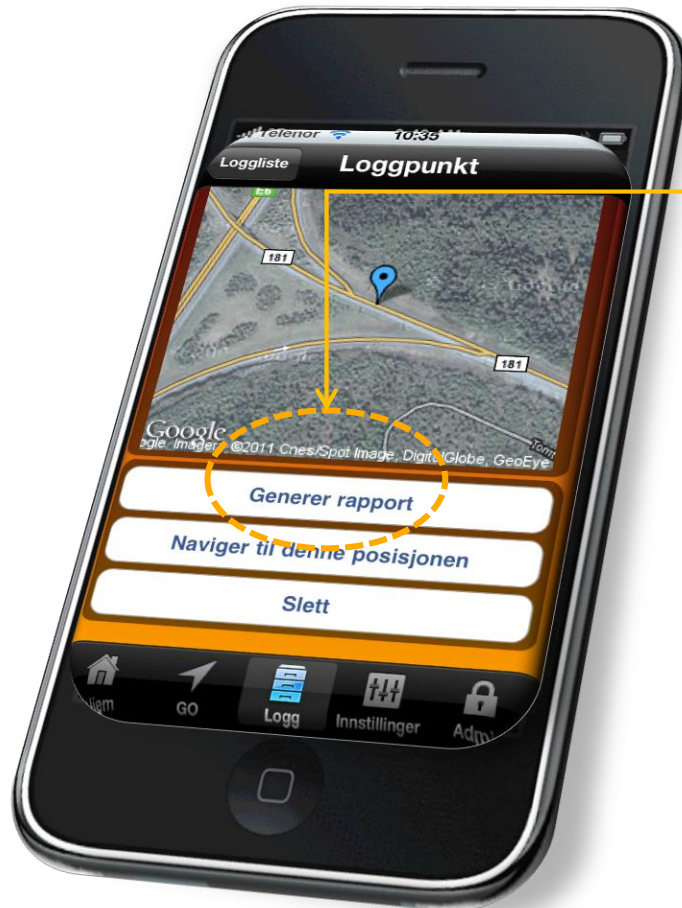 Telenor 10:35
Loggliste Loggpunkt
E6
181
181
Google
©2011 Cnes/Spot Image, DigitalGlobe, GeoEye
Generer rapport
Naviger til denne posisjonen
Slett
GO Logg Innstillinger